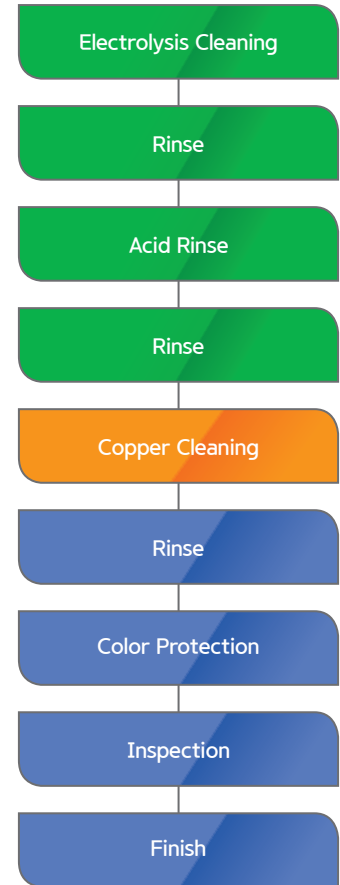 Electrolysis Cleaning
Rinse
Acid Rinse
Rinse
Copper Cleaning
Rinse
Color Protection
Inspection
Finish